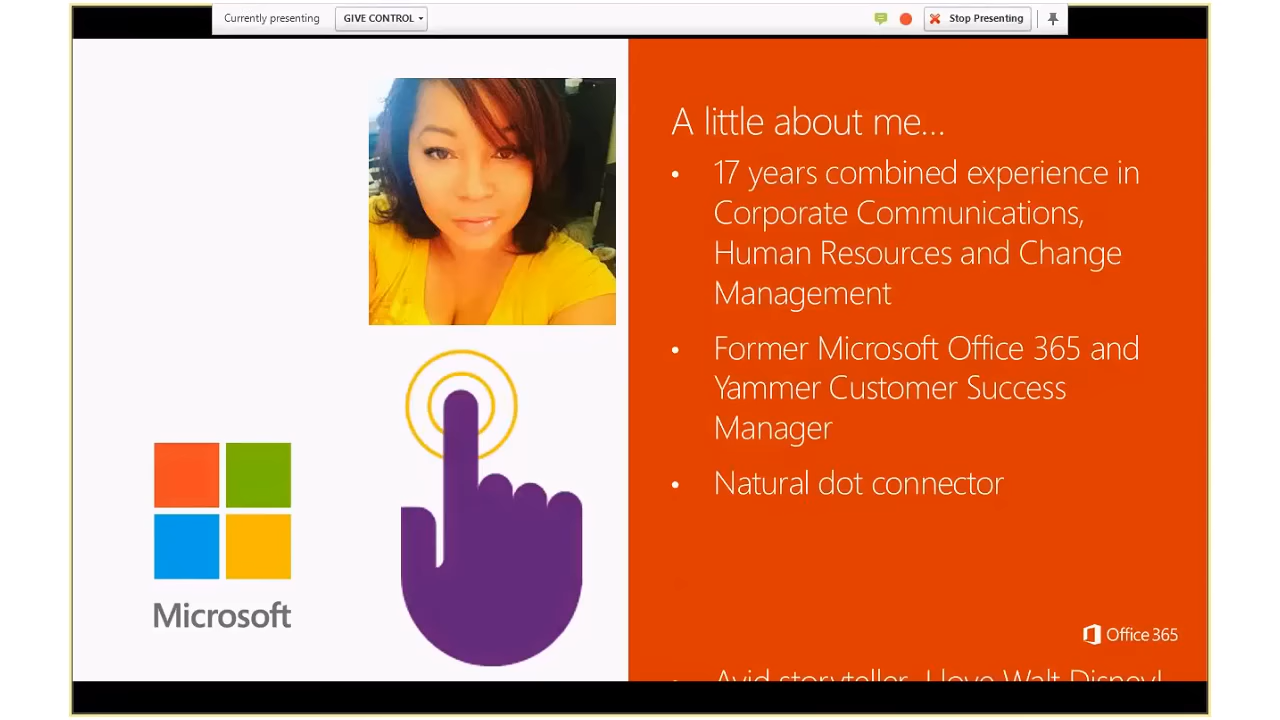 Currently presenting GIVE CONTROL Stop Presenting
A little about me...
• 17 years combined experience in
Corporate Communications,
Human Resources and Change
Management
• Former Microsoft Office 365 and
Yammer Customer Success
Manager
• Natural dot connector
Microsoft
Office 365
Avid storyteller, I love Walt Disney!